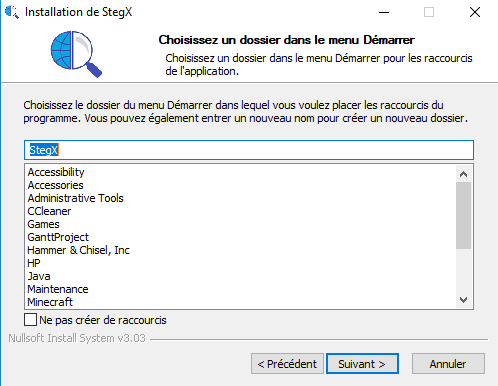 Installation de StegX
Choisissez un dossier dans le menu Démarrer
Choisissez un dossier dans le menu Démarrer pour les raccourcis
de l'application.
Choisissez le dossier du menu Démarrer dans lequel vous voulez placer les raccourcis du
programme. Vous pouvez également entrer un nouveau nom pour créer un nouveau dossier.
StegX
Accessibility
Accessories
Administrative Tools
CCleaner
Games
GanttProject
Hammer & Chisel, Inc
HP
Java
Maintenance
Minecraft
Ne pas créer de raccourcis
Nullsoft Install System v3.03
< Précédent
Suivant >
Annuler